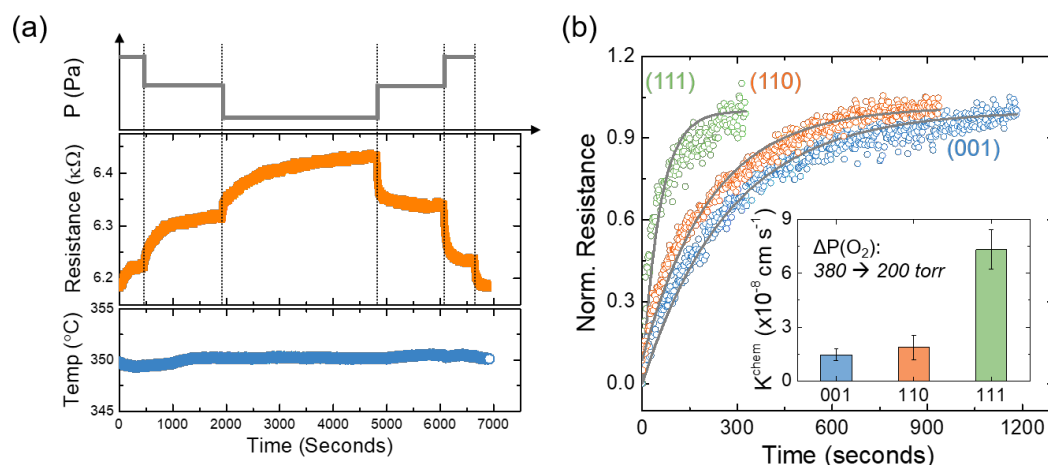 (a)
P (Pa)
Resistance (κΩ)
6.4
6.3
6.2
Temp (°C)
355
350
345
0 1000 2000 3000 4000 5000 6000 7000
Time (Seconds)
(b)
Norm. Resistance
1.2
0.9
0.6
0.3
0.0
(111)
(110)
(001)
K^chem (x10^-8 cm s^-1)
9
6
3
0
ΔP(O₂):
380 → 200 torr
001 110 111
0 300 600 900 1200
Time (seconds)